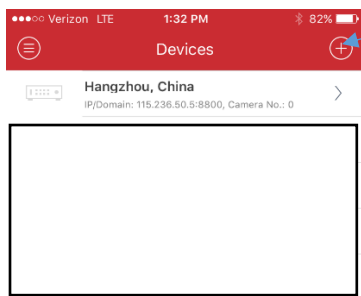 Verizon LTE 1:32 PM 82%
Devices
Hangzhou, China
IP/Domain: 115.236.50.5:8800, Camera No.: 0